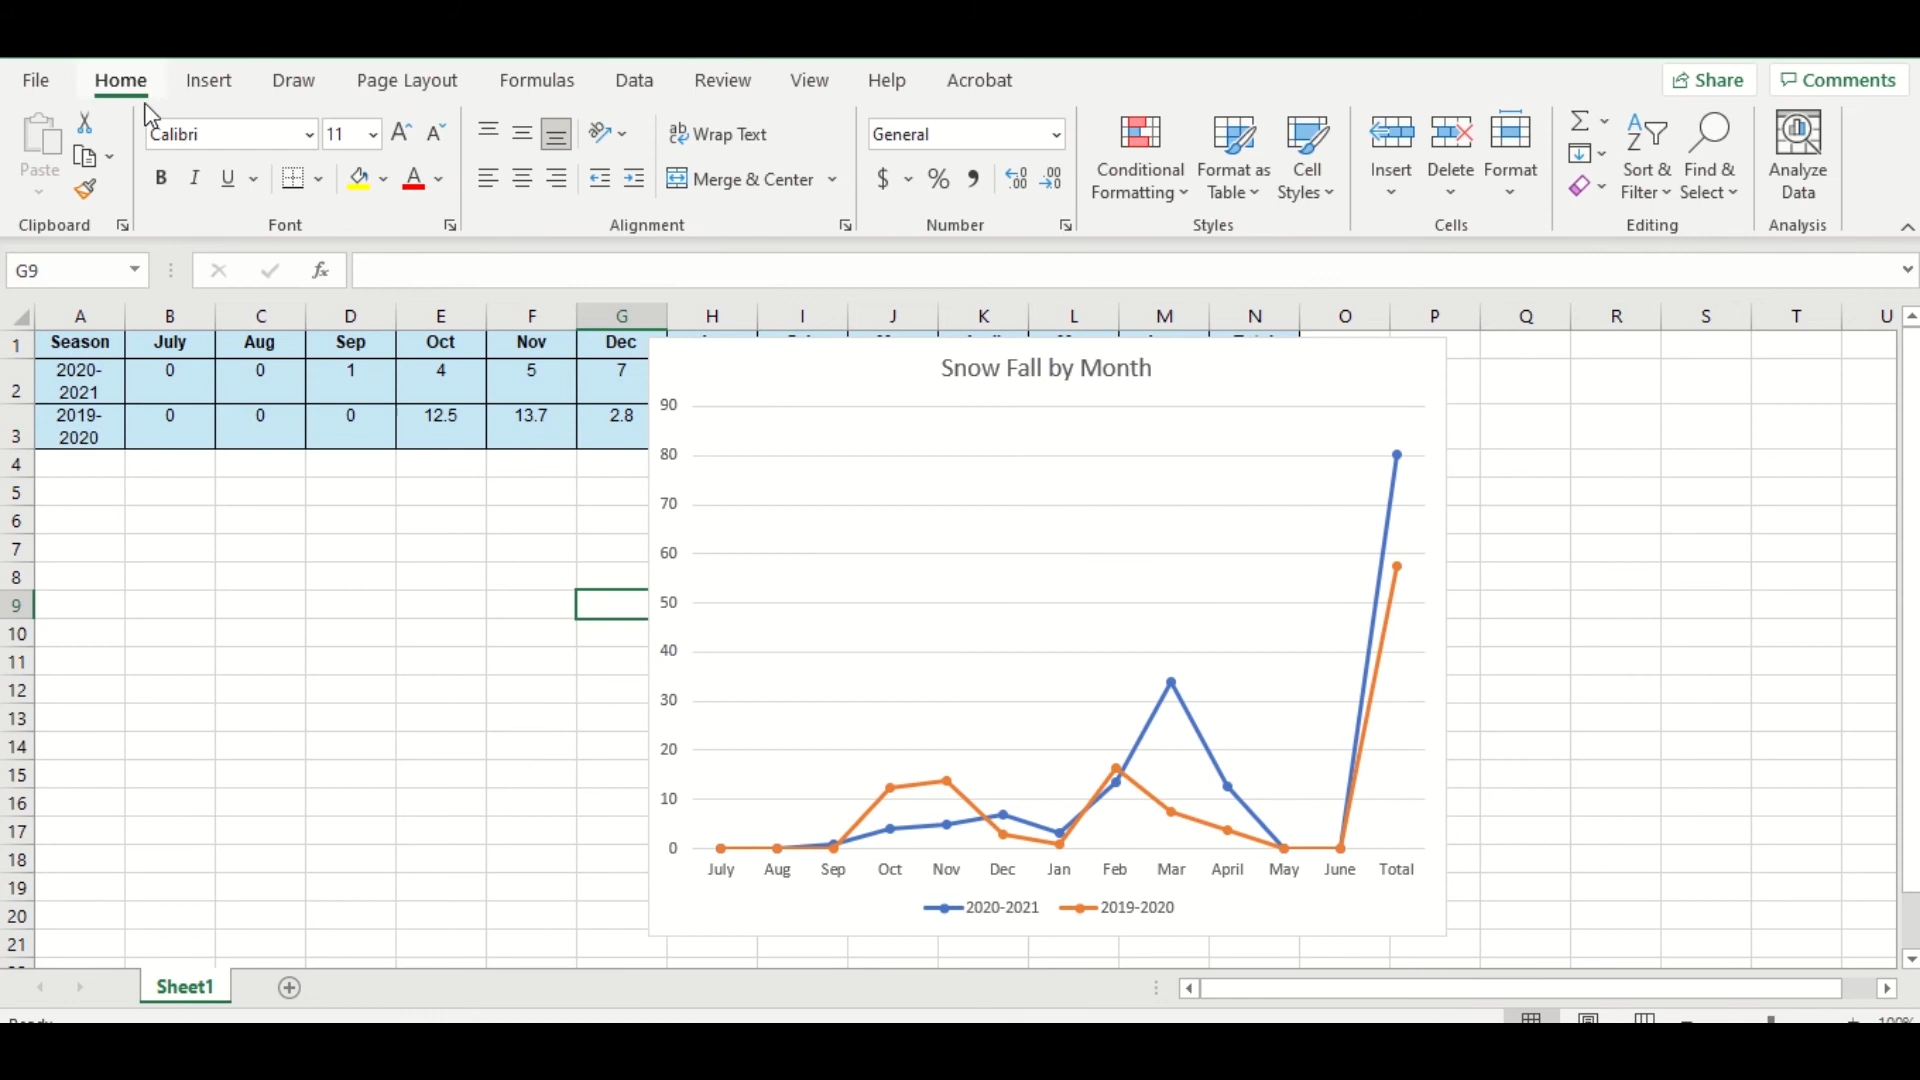 File Home Insert Draw Page Layout Formulas Data Review View Help Acrobat Share Comments
Calibri 11 ab Wrap Text General
Paste Conditional Format as Cell Insert Delete Format Sort & Find & Analyze
B I U A Merge & Center $ % Formatting Table Styles Filter Select Data
Clipboard Font Alignment Number Styles Cells Editing Analysis
G9 fx
A B C D E F G H I J K L M N O P Q R S T U
1 Season July Aug Sep Oct Nov Dec
2 2020-2021 0 0 1 4 5 7
3 2019-2020 0 0 0 12.5 13.7 2.8
4
5
6
7
8
9
10
11
12
13
14
15
16
17
18
19
20
21
Snow Fall by Month
90
80
70
60
50
40
30
20
10
0
July Aug Sep Oct Nov Dec Jan Feb Mar April May June Total
2020-2021 2019-2020
Sheet1